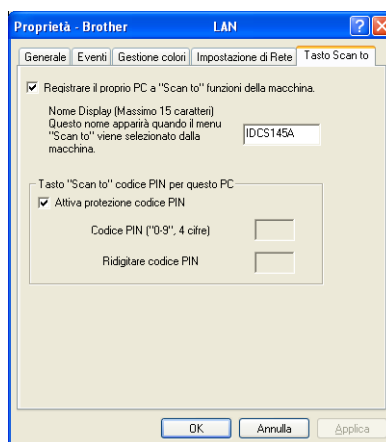 Proprietà - Brother LAN
Generale Eventi Gestione colori Impostazione di Rete Tasto Scan to
Registrare il proprio PC a "Scan to" funzioni della macchina.
Nome Display (Massimo 15 caratteri)
Questo nome apparirà quando il menu
"Scan to" viene selezionato dalla
macchina.
IDCS145A
Tasto "Scan to" codice PIN per questo PC
Attiva protezione codice PIN
Codice PIN ("0-9", 4 cifre)
Ridigitare codice PIN
OK Annulla Applica